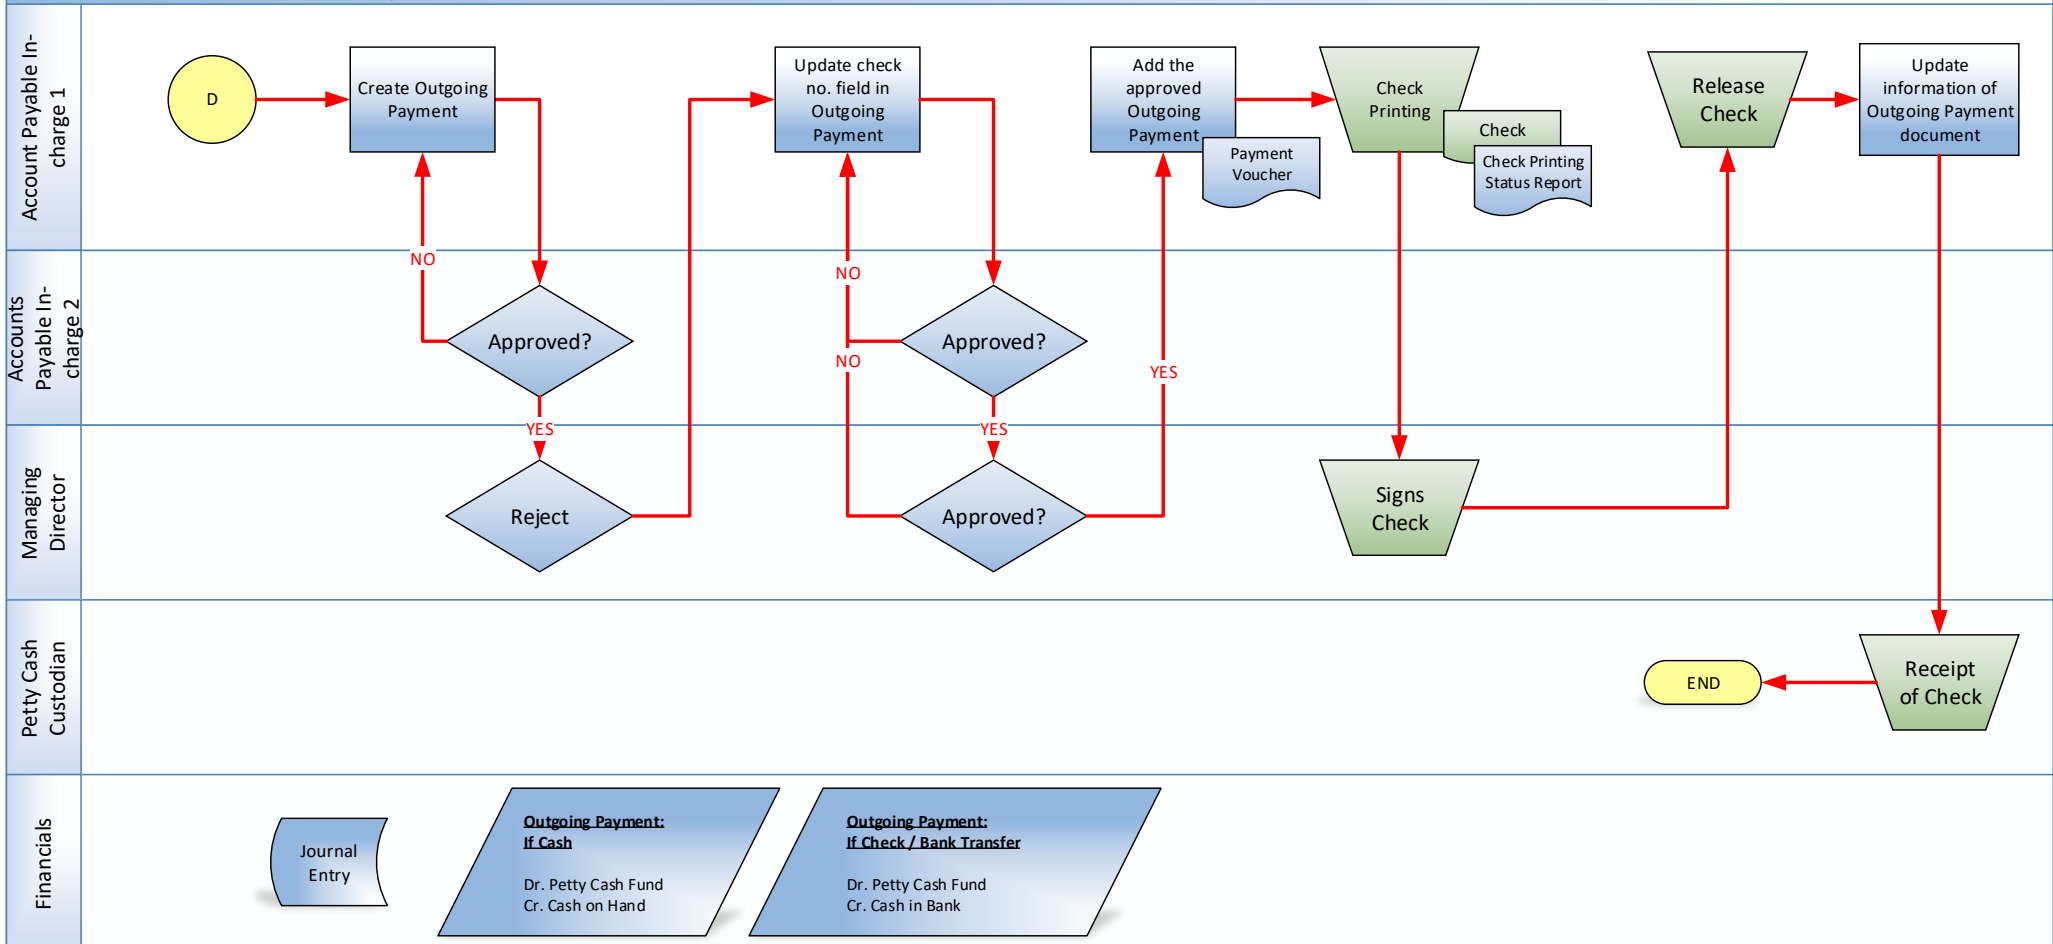 Account Payable In-
charge 1
D
Create Outgoing
Payment
Update check
no. field in
Outgoing
Payment
Add the
approved
Outgoing
Payment
Payment
Voucher
Check
Printing
Check
Check Printing
Status Report
Release
Check
Update
information of
Outgoing Payment
document
Accounts
Payable In-
charge 2
NO
Approved?
YES
NO
NO
Approved?
YES
YES
Managing
Director
Reject
Approved?
Signs
Check
Petty Cash
Custodian
END
Receipt
of Check
Financials
Journal
Entry
Outgoing Payment:
If Cash
Dr. Petty Cash Fund
Cr. Cash on Hand
Outgoing Payment:
If Check / Bank Transfer
Dr. Petty Cash Fund
Cr. Cash in Bank